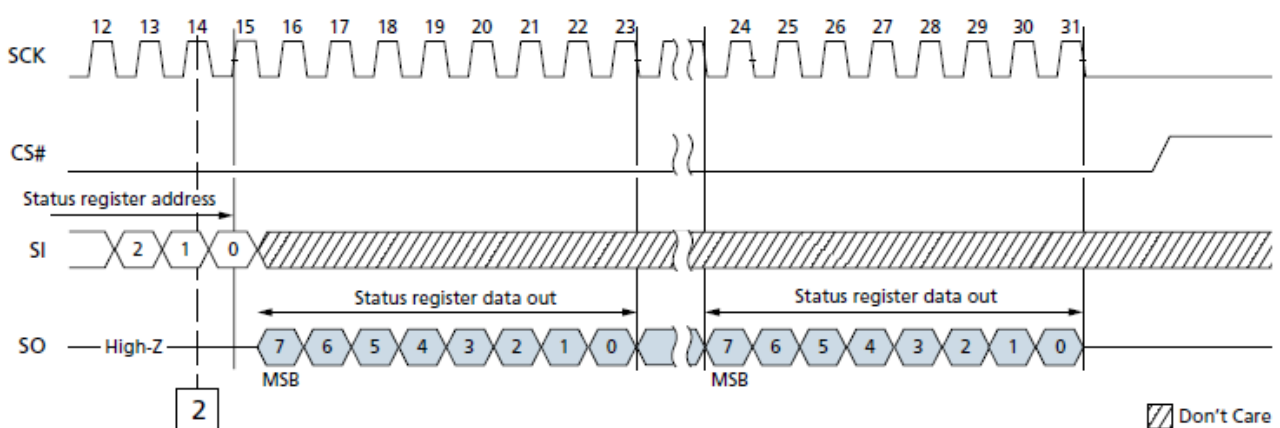 12 13 14 15 16 17 18 19 20 21 22 23 24 25 26 27 28 29 30 31
SCK
CS#
Status register address
SI 2 1 0
Status register data out Status register data out
SO High-Z 7 6 5 4 3 2 1 0 7 6 5 4 3 2 1 0
MSB MSB
2
Don't Care